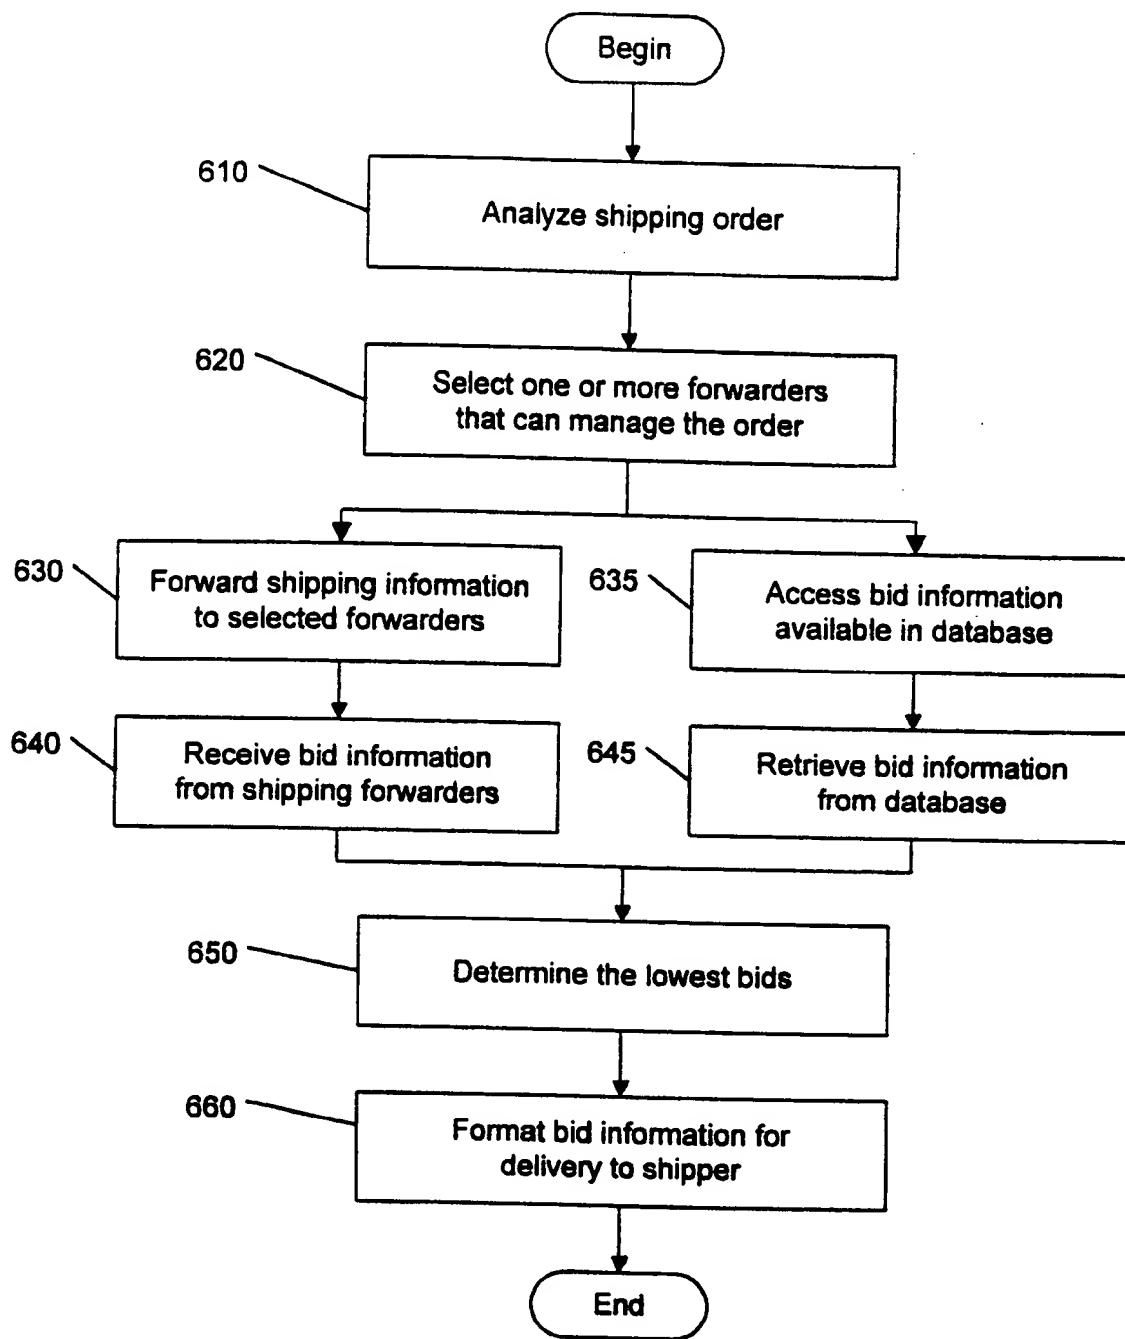 Begin
610
Analyze shipping order
620
Select one or more forwarders
that can manage the order
630
Forward shipping information
to selected forwarders
635
Access bid information
available in database
640
Receive bid information
from shipping forwarders
645
Retrieve bid information
from database
650
Determine the lowest bids
660
Format bid information for
delivery to shipper
End